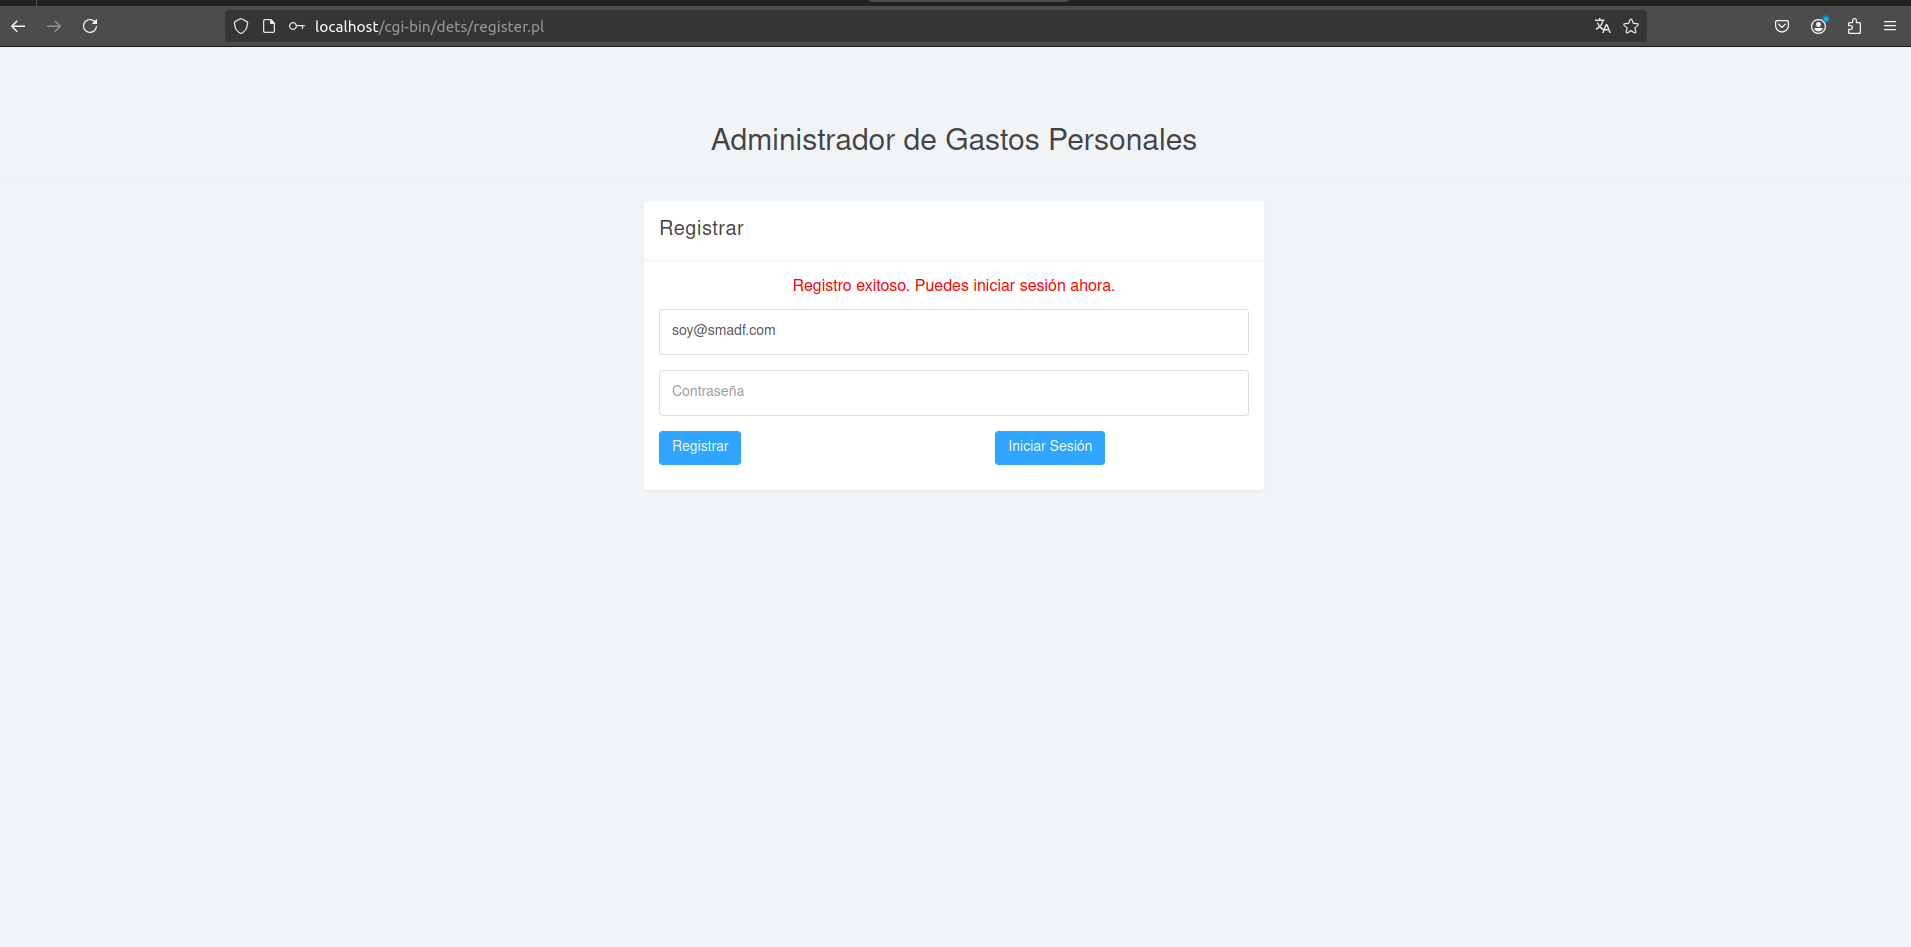 localhost/cgi-bin/dets/register.pl
Administrador de Gastos Personales
Registrar
Registro exitoso. Puedes iniciar sesión ahora.
soy@smadf.com
Contraseña
Registrar
Iniciar Sesión